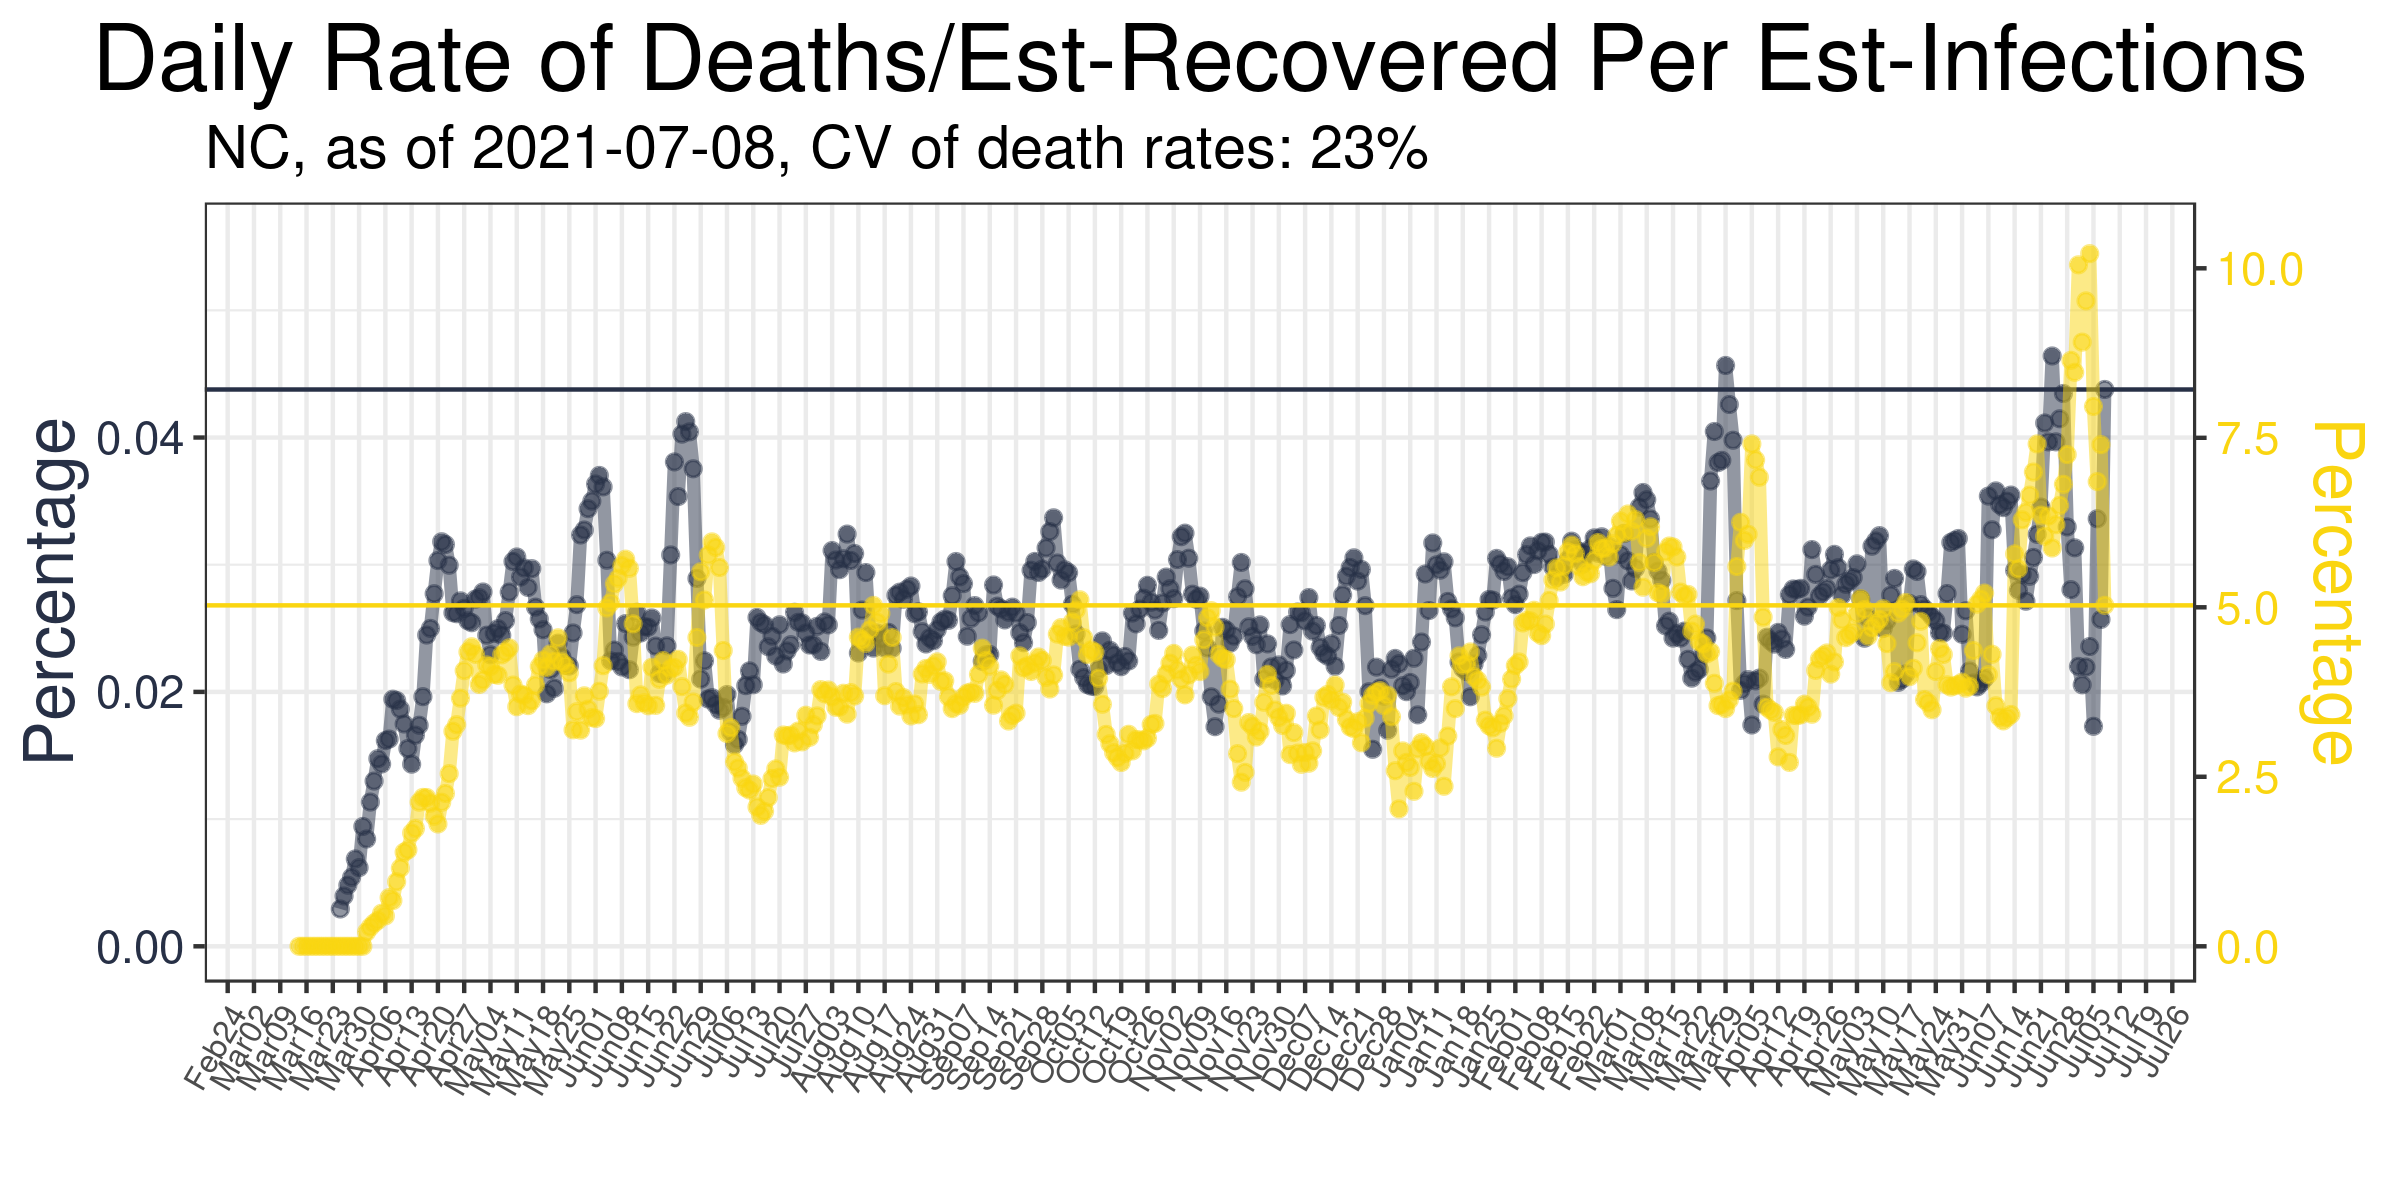 Daily Rate of Deaths/Est-Recovered Per Est-Infections
NC, as of 2021-07-08, CV of death rates: 23%
Percentage
0.04
0.02
0.00
10.0
7.5
5.0
2.5
0.0
Percentage
Feb24
Mar02
Mar09
Mar16
Mar23
Mar30
Apr06
Apr13
Apr20
Apr27
May04
May11
May18
May25
Jun01
Jun08
Jun15
Jun22
Jun29
Jul06
Jul13
Jul20
Jul27
Aug03
Aug10
Aug17
Aug24
Aug31
Sep07
Sep14
Sep21
Sep28
Oct05
Oct12
Oct19
Oct26
Nov02
Nov09
Nov16
Nov23
Nov30
Dec07
Dec14
Dec21
Dec28
Jan04
Jan11
Jan18
Jan25
Feb01
Feb08
Feb15
Feb22
Mar01
Mar08
Mar15
Mar22
Mar29
Apr05
Apr12
Apr19
Apr26
May03
May10
May17
May24
May31
Jun07
Jun14
Jun21
Jun28
Jul05
Jul12
Jul19
Jul26